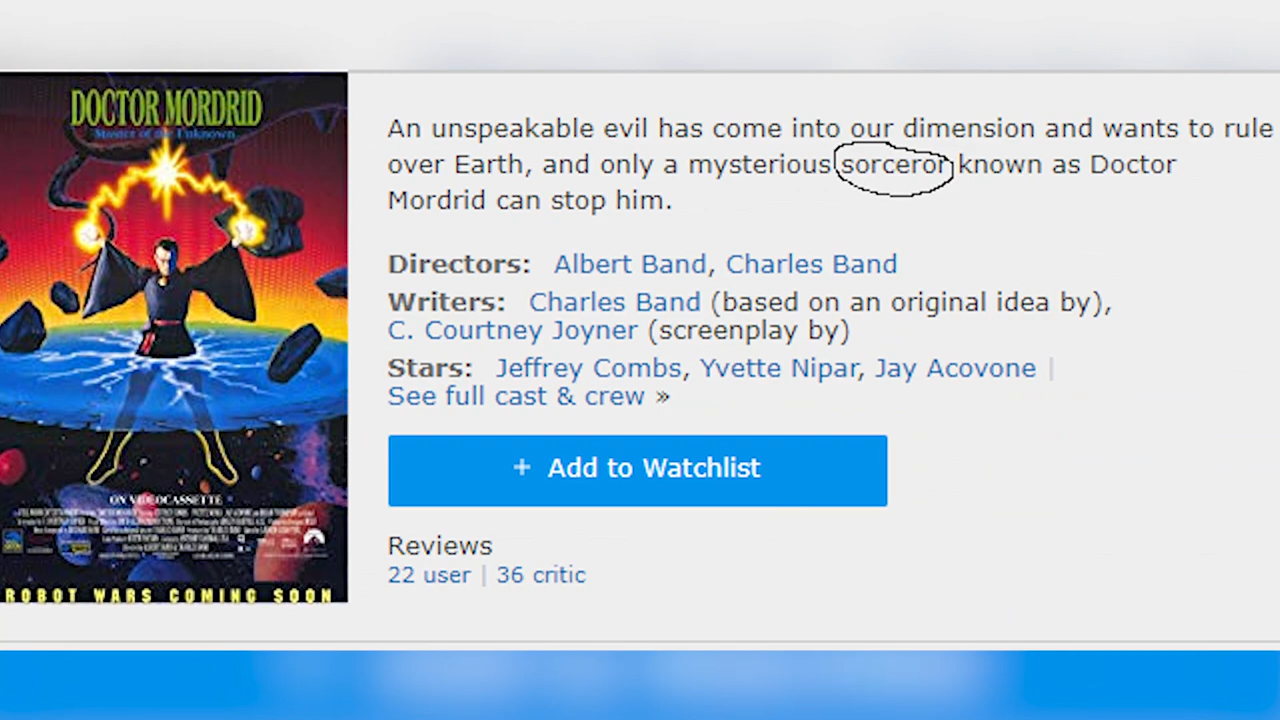 DOCTOR MORDRID
Master of the Unknown
ON VIDEOCASSETTE
ROBOT WARS COMING SOON
An unspeakable evil has come into our dimension and wants to rule
over Earth, and only a mysterious sorceror known as Doctor
Mordrid can stop him.
Directors: Albert Band, Charles Band
Writers: Charles Band (based on an original idea by),
C. Courtney Joyner (screenplay by)
Stars: Jeffrey Combs, Yvette Nipar, Jay Acovone |
See full cast & crew »
+ Add to Watchlist
Reviews
22 user | 36 critic